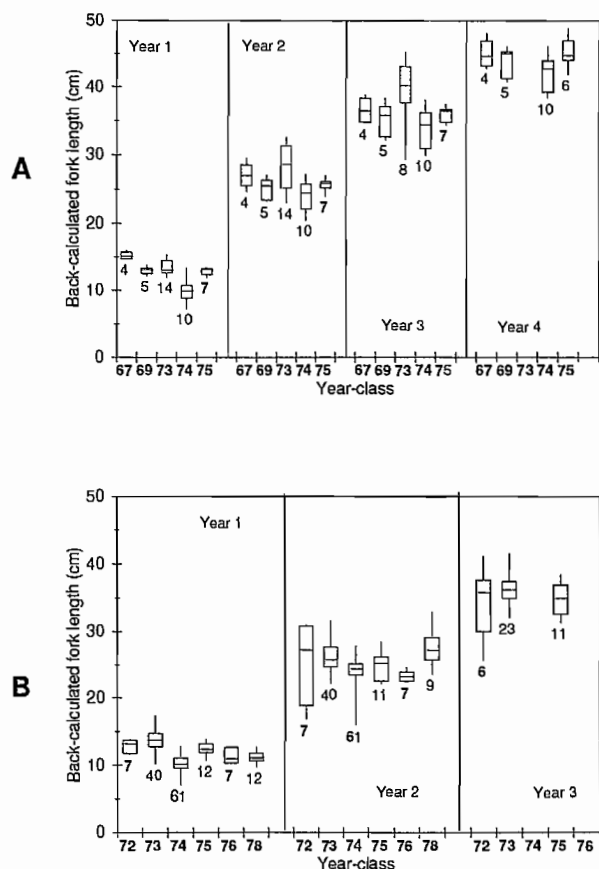 A
Back-calculated fork length (cm)
50
40
30
20
10
0
Year 1
Year 2
Year 3
Year 4
4 5 14 10 7
4 5 14 10 7
4 5 8 10 7
4 5 10 6
67 69 73 74 75 67 69 73 74 75 67 69 73 74 75 67 69 73 74 75
Year-class
B
Back-calculated fork length (cm)
50
40
30
20
10
0
Year 1
Year 2
Year 3
7 40 61 12 7 12
7 40 61 11 7 9
6 23 11
72 73 74 75 76 78 72 73 74 75 76 78 72 73 74 75 76
Year-class